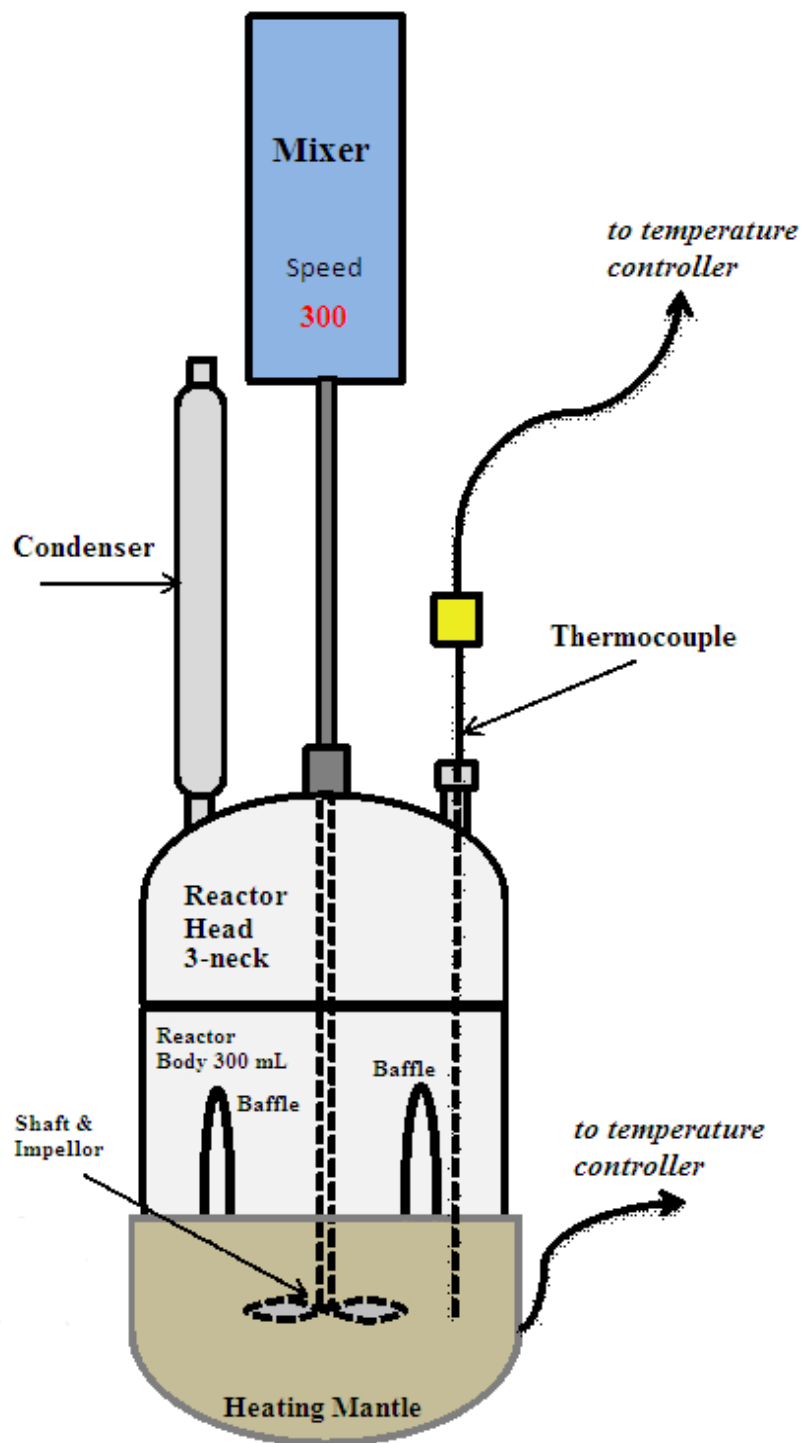 Mixer
Speed
300
to temperature
controller
Condenser
Thermocouple
Reactor
Head
3-neck
Reactor
Body 300 mL
Baffle
Baffle
Shaft &
Impellor
to temperature
controller
Heating Mantle